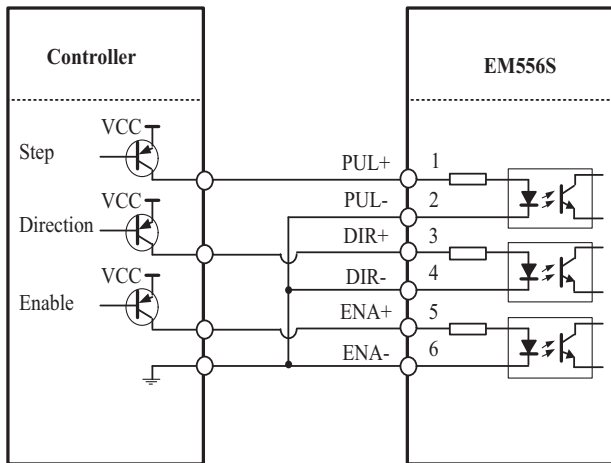 Controller
EM556S
VCC
Step
PUL+ 1
PUL- 2
VCC
Direction
DIR+ 3
DIR- 4
VCC
Enable
ENA+ 5
ENA- 6